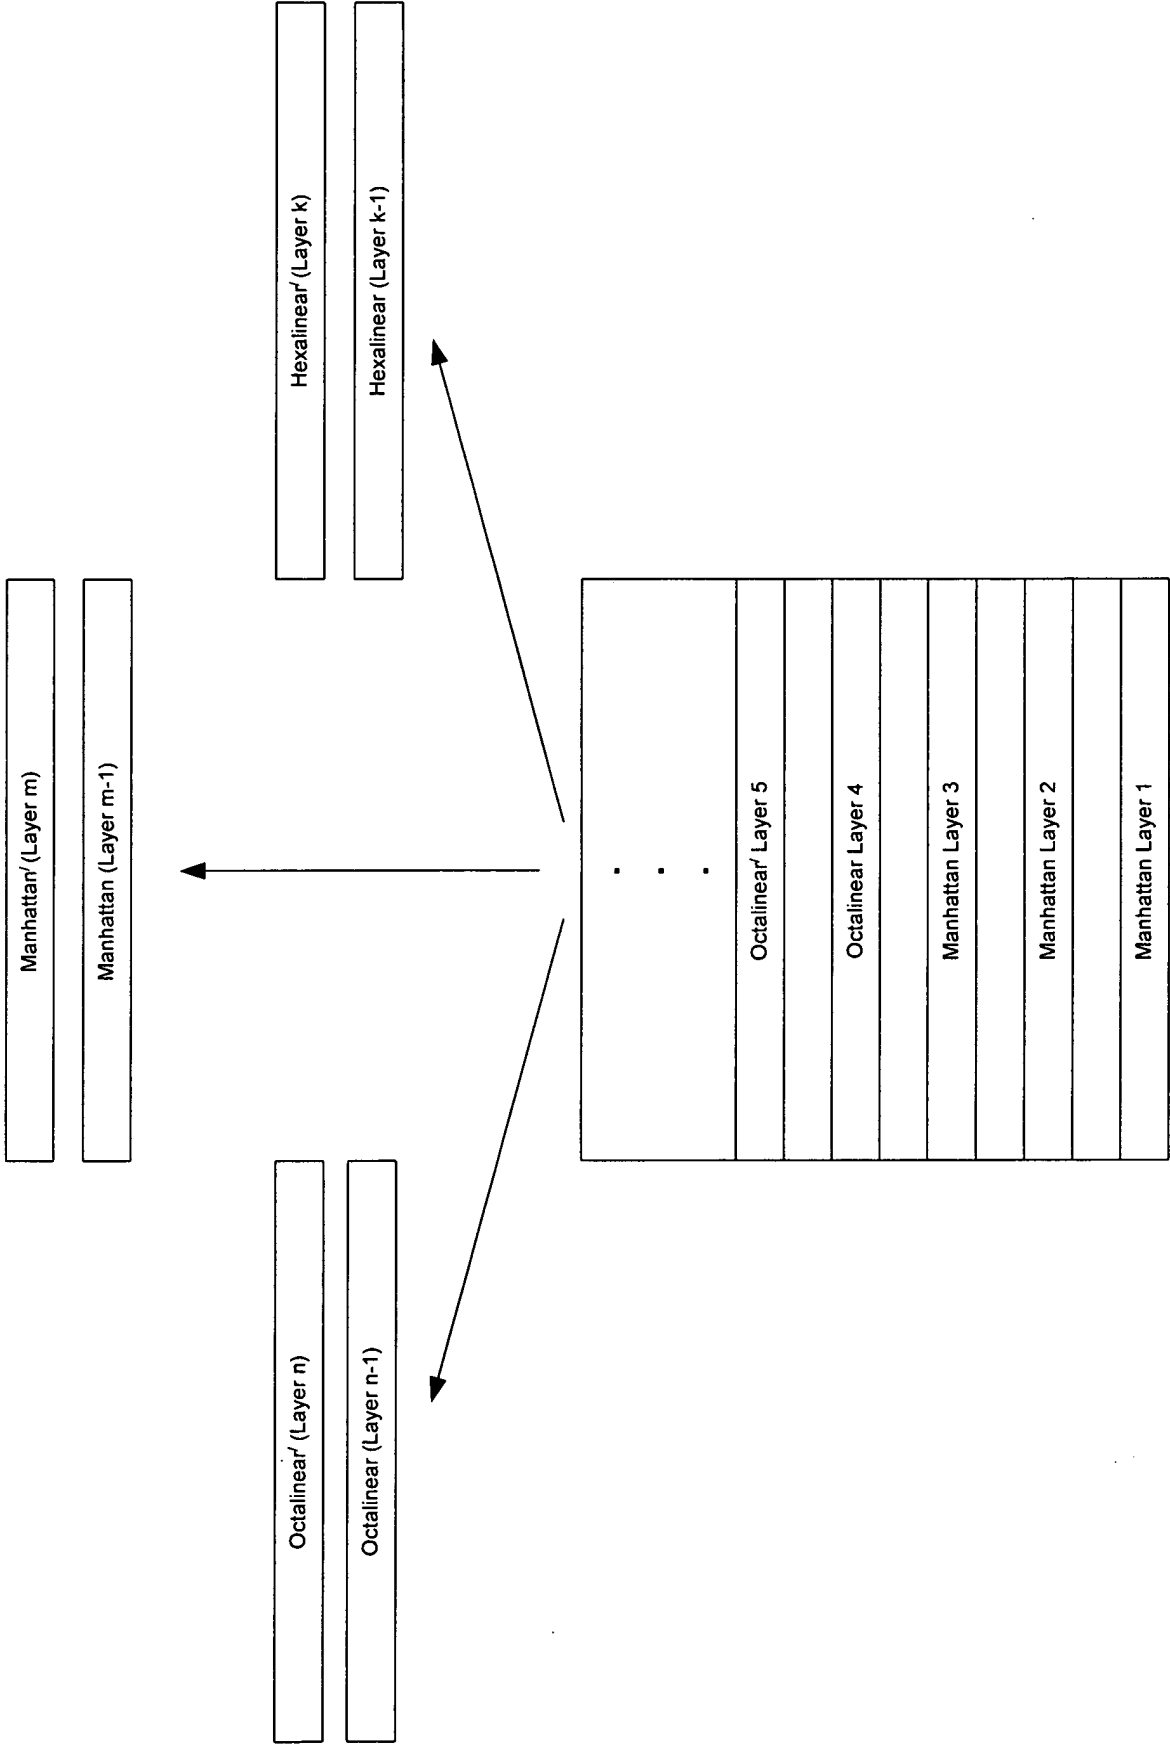 Manhattan′ (Layer m)
Manhattan (Layer m-1)
Octalinear′ (Layer n)
Octalinear (Layer n-1)
Hexalinear′ (Layer k)
Hexalinear (Layer k-1)
Octalinear′ Layer 5
Octalinear Layer 4
Manhattan Layer 3
Manhattan Layer 2
Manhattan Layer 1